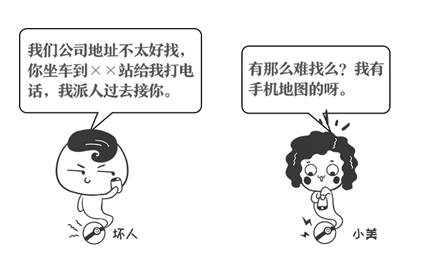 我们公司地址不太好找，
你坐车到××站给我打电
话，我派人过去接你。
有那么难找么？我有
手机地图的呀。
坏人
小美